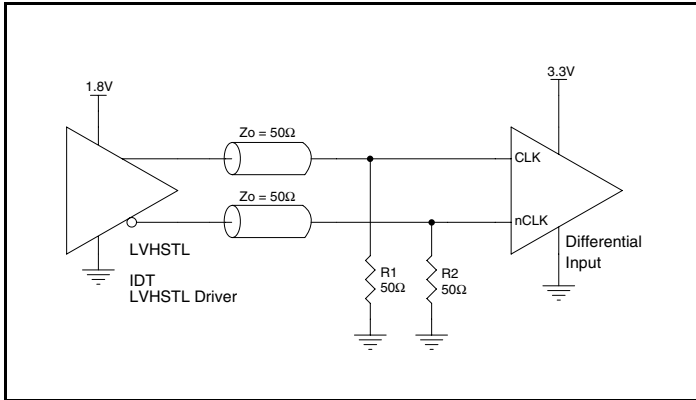 1.8V
3.3V
Zo = 50Ω
CLK
Zo = 50Ω
nCLK
LVHSTL
IDT
LVHSTL Driver
R1
50Ω
R2
50Ω
Differential
Input